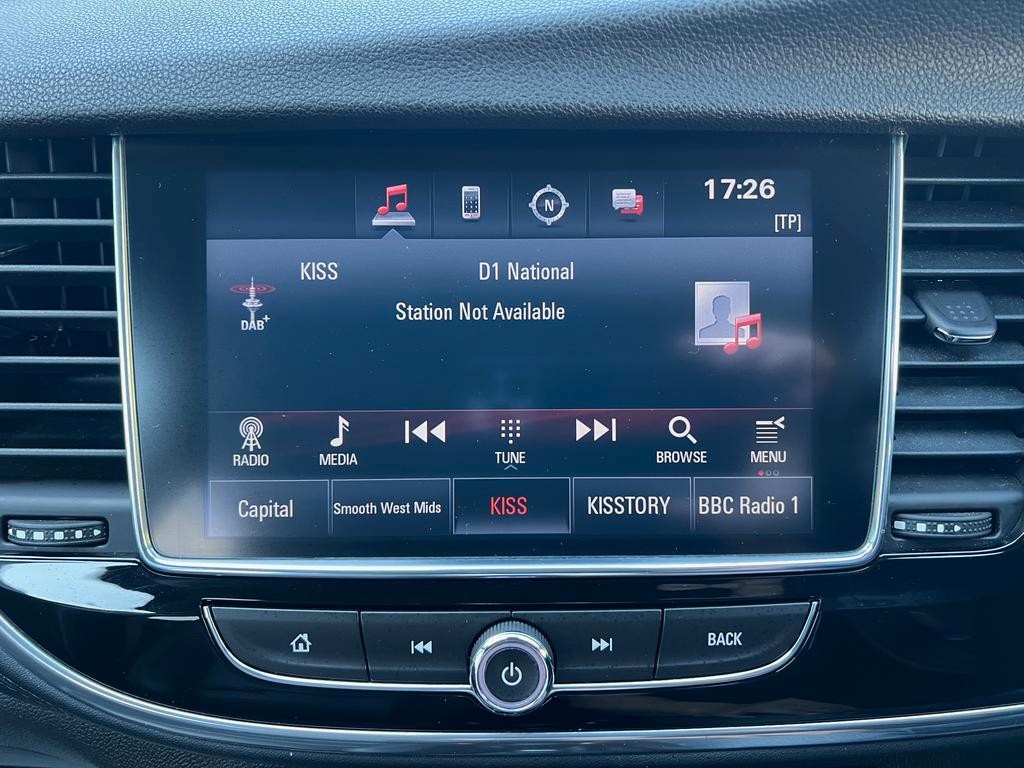 17:26
[TP]
N
KISS D1 National
Station Not Available
DAB+
RADIO MEDIA TUNE BROWSE MENU
Capital Smooth West Mids KISS KISSTORY BBC Radio 1
BACK